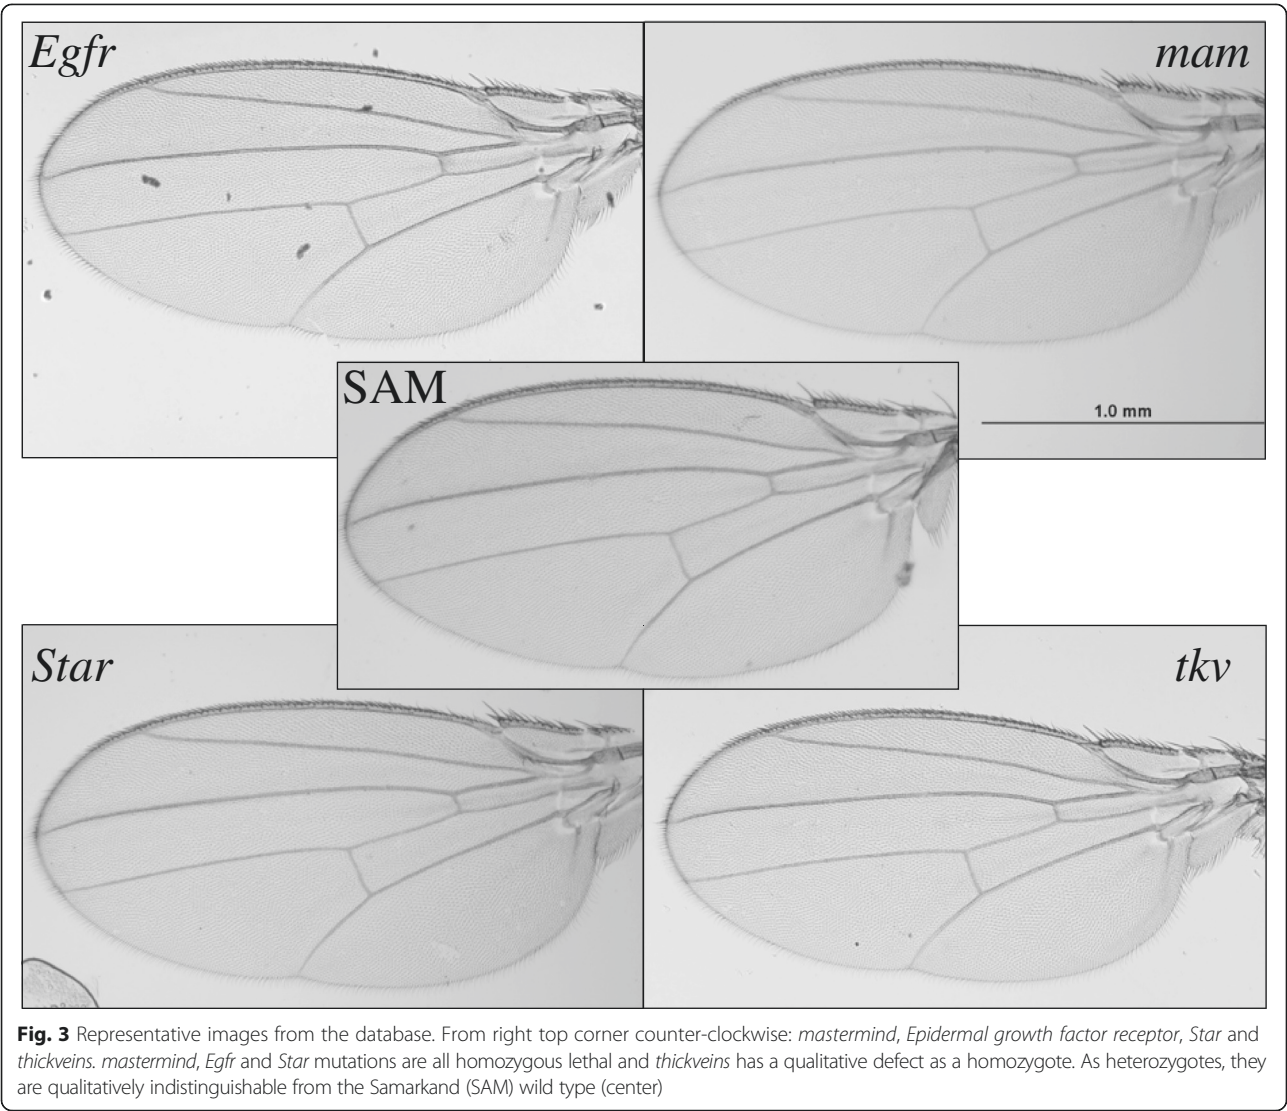 Egfr
mam
SAM
1.0 mm
Star
tkv
Fig. 3 Representative images from the database. From right top corner counter-clockwise: mastermind, Epidermal growth factor receptor, Star and
thickveins. mastermind, Egfr and Star mutations are all homozygous lethal and thickveins has a qualitative defect as a homozygote. As heterozygotes, they
are qualitatively indistinguishable from the Samarkand (SAM) wild type (center)